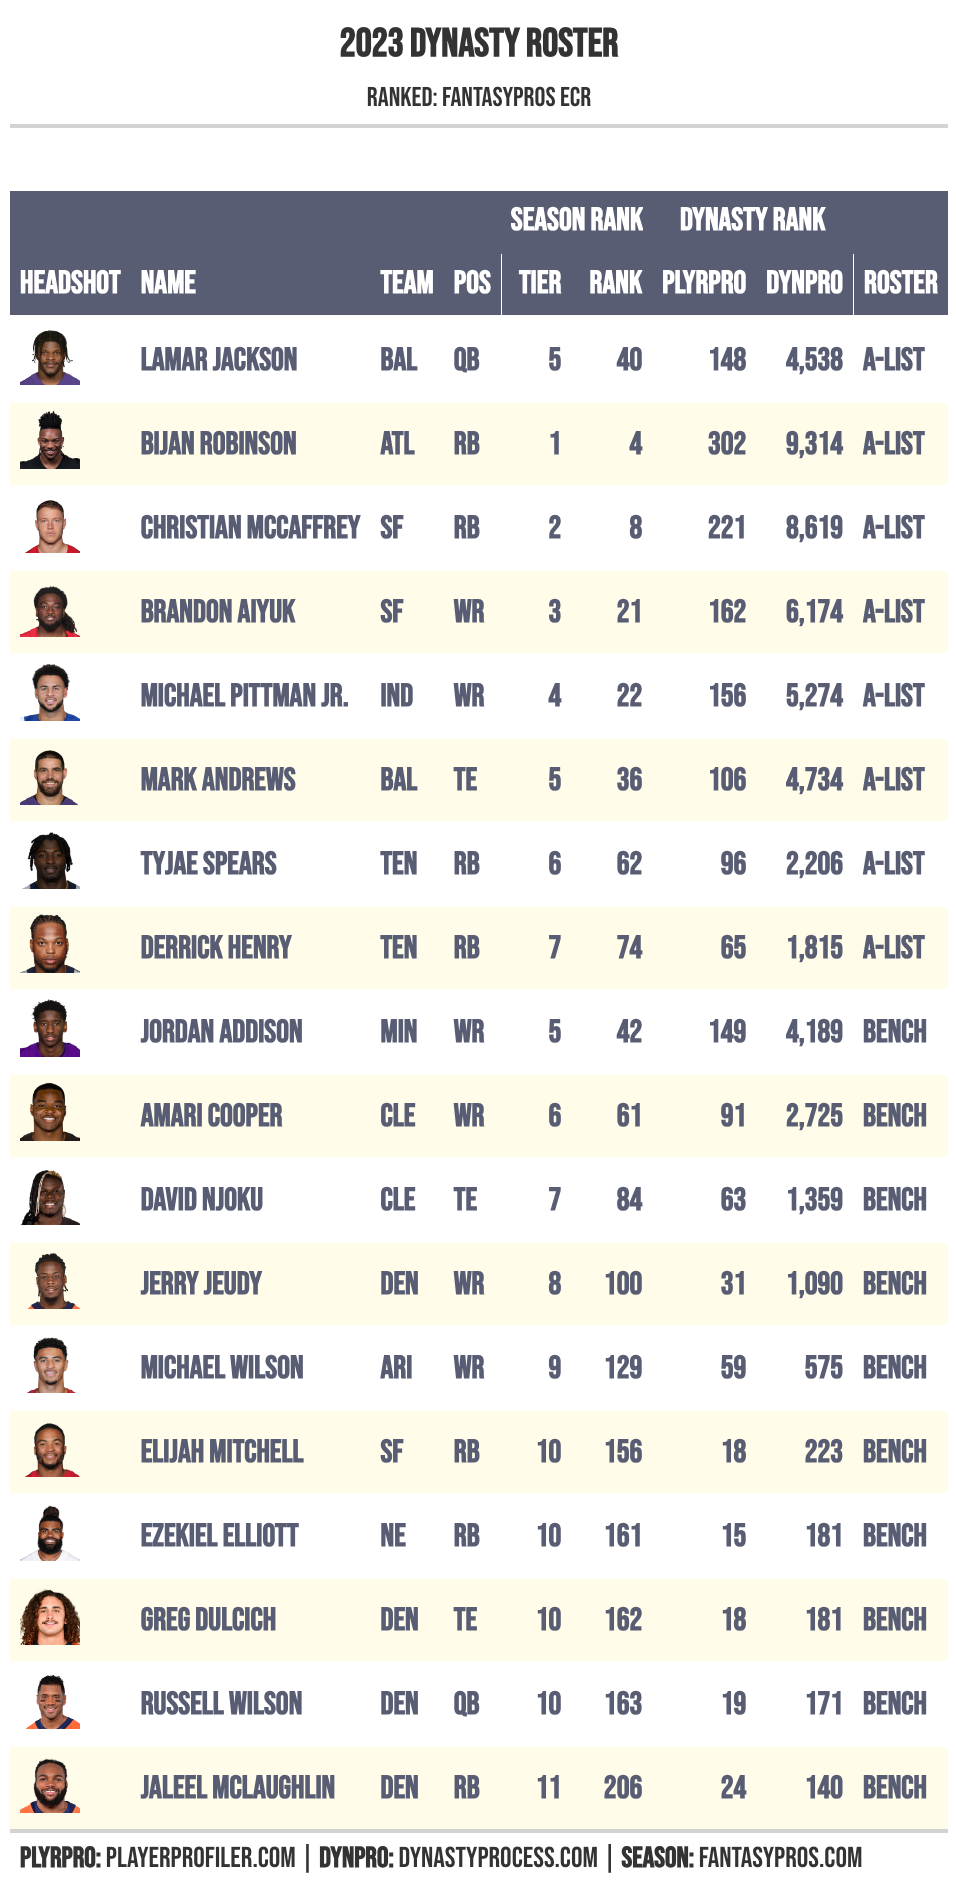 2023 DYNASTY ROSTER
RANKED: FANTASYPROS ECR
SEASON RANK DYNASTY RANK
HEADSHOT NAME TEAM POS TIER RANK PLYRPRO DYNPRO ROSTER
LAMAR JACKSON BAL QB 5 40 148 4,538 A-LIST
BIJAN ROBINSON ATL RB 1 4 302 9,314 A-LIST
CHRISTIAN MCCAFFREY SF RB 2 8 221 8,619 A-LIST
BRANDON AIYUK SF WR 3 21 162 6,174 A-LIST
MICHAEL PITTMAN JR. IND WR 4 22 156 5,274 A-LIST
MARK ANDREWS BAL TE 5 36 106 4,734 A-LIST
TYJAE SPEARS TEN RB 6 62 96 2,206 A-LIST
DERRICK HENRY TEN RB 7 74 65 1,815 A-LIST
JORDAN ADDISON MIN WR 5 42 149 4,189 BENCH
AMARI COOPER CLE WR 6 61 91 2,725 BENCH
DAVID NJOKU CLE TE 7 84 63 1,359 BENCH
JERRY JEUDY DEN WR 8 100 31 1,090 BENCH
MICHAEL WILSON ARI WR 9 129 59 575 BENCH
ELIJAH MITCHELL SF RB 10 156 18 223 BENCH
EZEKIEL ELLIOTT NE RB 10 161 15 181 BENCH
GREG DULCICH DEN TE 10 162 18 181 BENCH
RUSSELL WILSON DEN QB 10 163 19 171 BENCH
JALEEL MCLAUGHLIN DEN RB 11 206 24 140 BENCH
PLYRPRO: PLAYERPROFILER.COM | DYNPRO: DYNASTYPROCESS.COM | SEASON: FANTASYPROS.COM